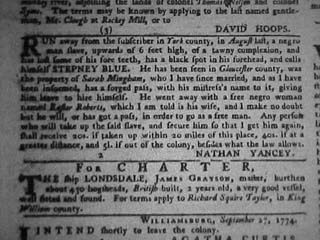 nankey river, adjoining the lands of colonel Thomas Wilson and colonel
The terms may be known by applying to the last named gentle-
man, Mr. Clough at Rockey Mill, or to
(3) DAVID HOOPS.
RUN away from the subscriber in York county, in August last, a negro
man slave, upwards of 6 feet high, of a tawny complexion, and
has lost some of his fore teeth, has a black spot in his forehead, and calls
himself STEPNEY BLUE. He has been seen in Gloucester county, was
the property of Sarah Mingham, who I have since married, and as I have
been informed, has a forged pass, with his mistress's name to it, giving
him leave to hire himself. He went away with a free negro woman
named Easter Roberts, which I am told is his wife, and I make no doubt
but he will, or has got a pass, in order to go as a free man. Any person
who will take up the said slave, and secure him so that I get him again,
shall receive 20s. if taken up within 20 miles of this place, 40s. if at a
greater distance, and 5l. if out of the colony, besides what the law allows.
2 NATHAN YANCEY.
For CHARTER,
THE ship LONSDALE, JAMES GRAYSON, master, burthen
about 450 hogsheads, British built, 2 years old, a very good vessel,
well fitted and found. For terms apply to Richard Squire Taylor, in King
William county.
WILLIAMSBURG, September 27, 1774.
INTEND shortly to leave the colony.